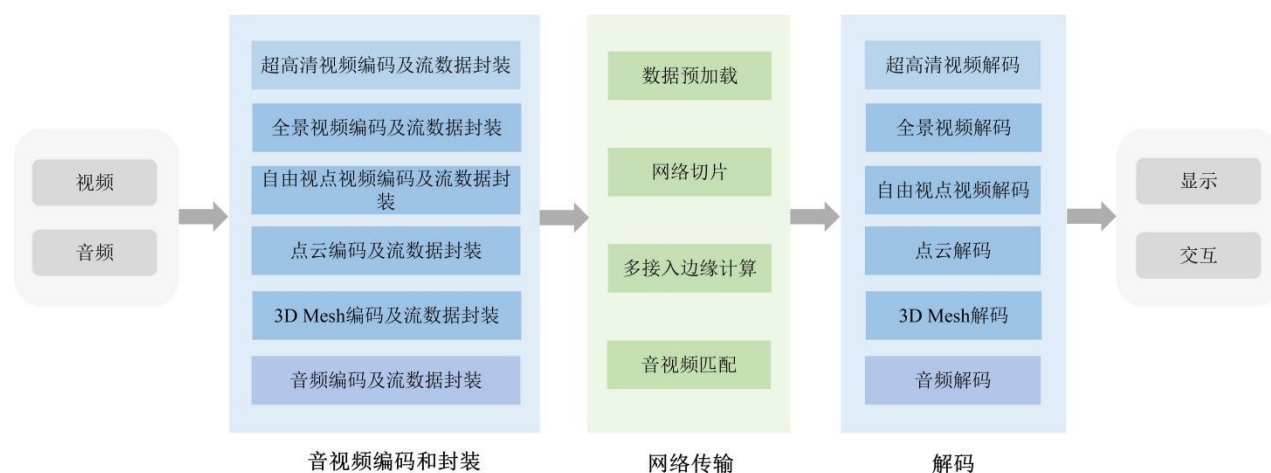 视频
音频
超高清视频编码及流数据封装
全景视频编码及流数据封装
自由视点视频编码及流数据封
装
点云编码及流数据封装
3D Mesh编码及流数据封装
音频编码及流数据封装
音视频编码和封装
数据预加载
网络切片
多接入边缘计算
音视频匹配
网络传输
超高清视频解码
全景视频解码
自由视点视频解码
点云解码
3D Mesh解码
音频解码
解码
显示
交互